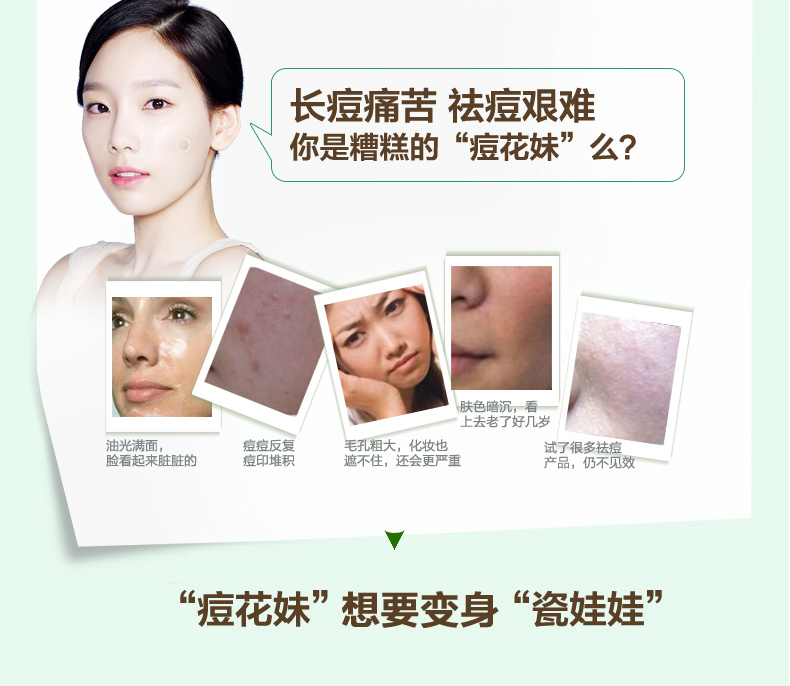 长痘痛苦 祛痘艰难
你是糟糕的“痘花妹”么?
油光满面，
脸看起来脏脏的
痘痘反复
痘印堆积
毛孔粗大，化妆也
遮不住，还会更严重
肤色暗沉，看
上去老了好几岁
试了很多祛痘
产品，仍不见效
“痘花妹”想要变身“瓷娃娃”